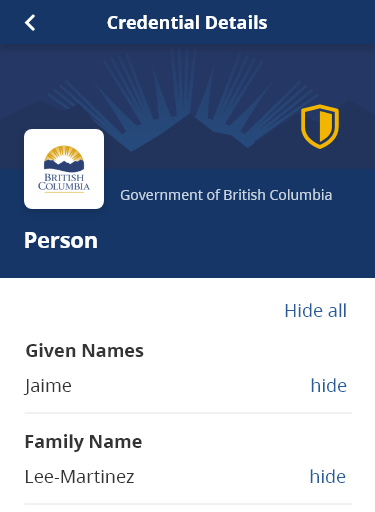 Credential Details
BRITISH
COLUMBIA
Government of British Columbia
Person
Hide all
Given Names
Jaime
hide
Family Name
Lee-Martinez
hide